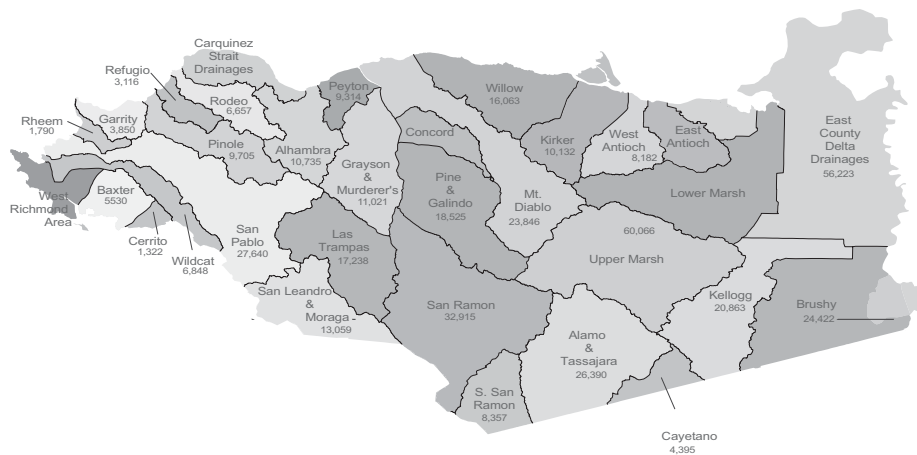 Carquinez
Strait
Drainages
Refugio
3,116
Peyton
9,314
Willow
16,063
Rodeo
6,657
Rheem
1,790
Garrity
3,850
Concord
Kirker
10,132
West
Antioch
8,182
East
Antioch
East
County
Delta
Drainages
56,223
Pinole
9,705
Alhambra
10,735
Grayson
&
Murderer's
11,021
Pine
&
Galindo
18,525
Mt.
Diablo
23,846
Lower Marsh
West
Richmond
Area
Baxter
5530
Cerrito
1,322
Wildcat
6,848
San
Pablo
27,640
Las
Trampas
17,238
60,066
Upper Marsh
San Leandro
&
Moraga
13,059
San Ramon
32,915
Kellogg
20,863
Brushy
24,422
Alamo
&
Tassajara
26,390
S. San
Ramon
8,357
Cayetano
4,395